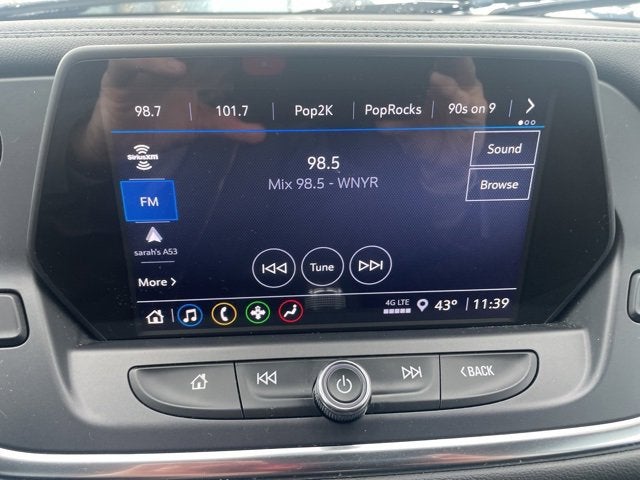 98.7 101.7 Pop2K PopRocks 90s on 9
SiriusXM
98.5
Sound
Mix 98.5 - WNYR
Browse
FM
sarah's A53
Tune
More
4G LTE 43° 11:39
BACK